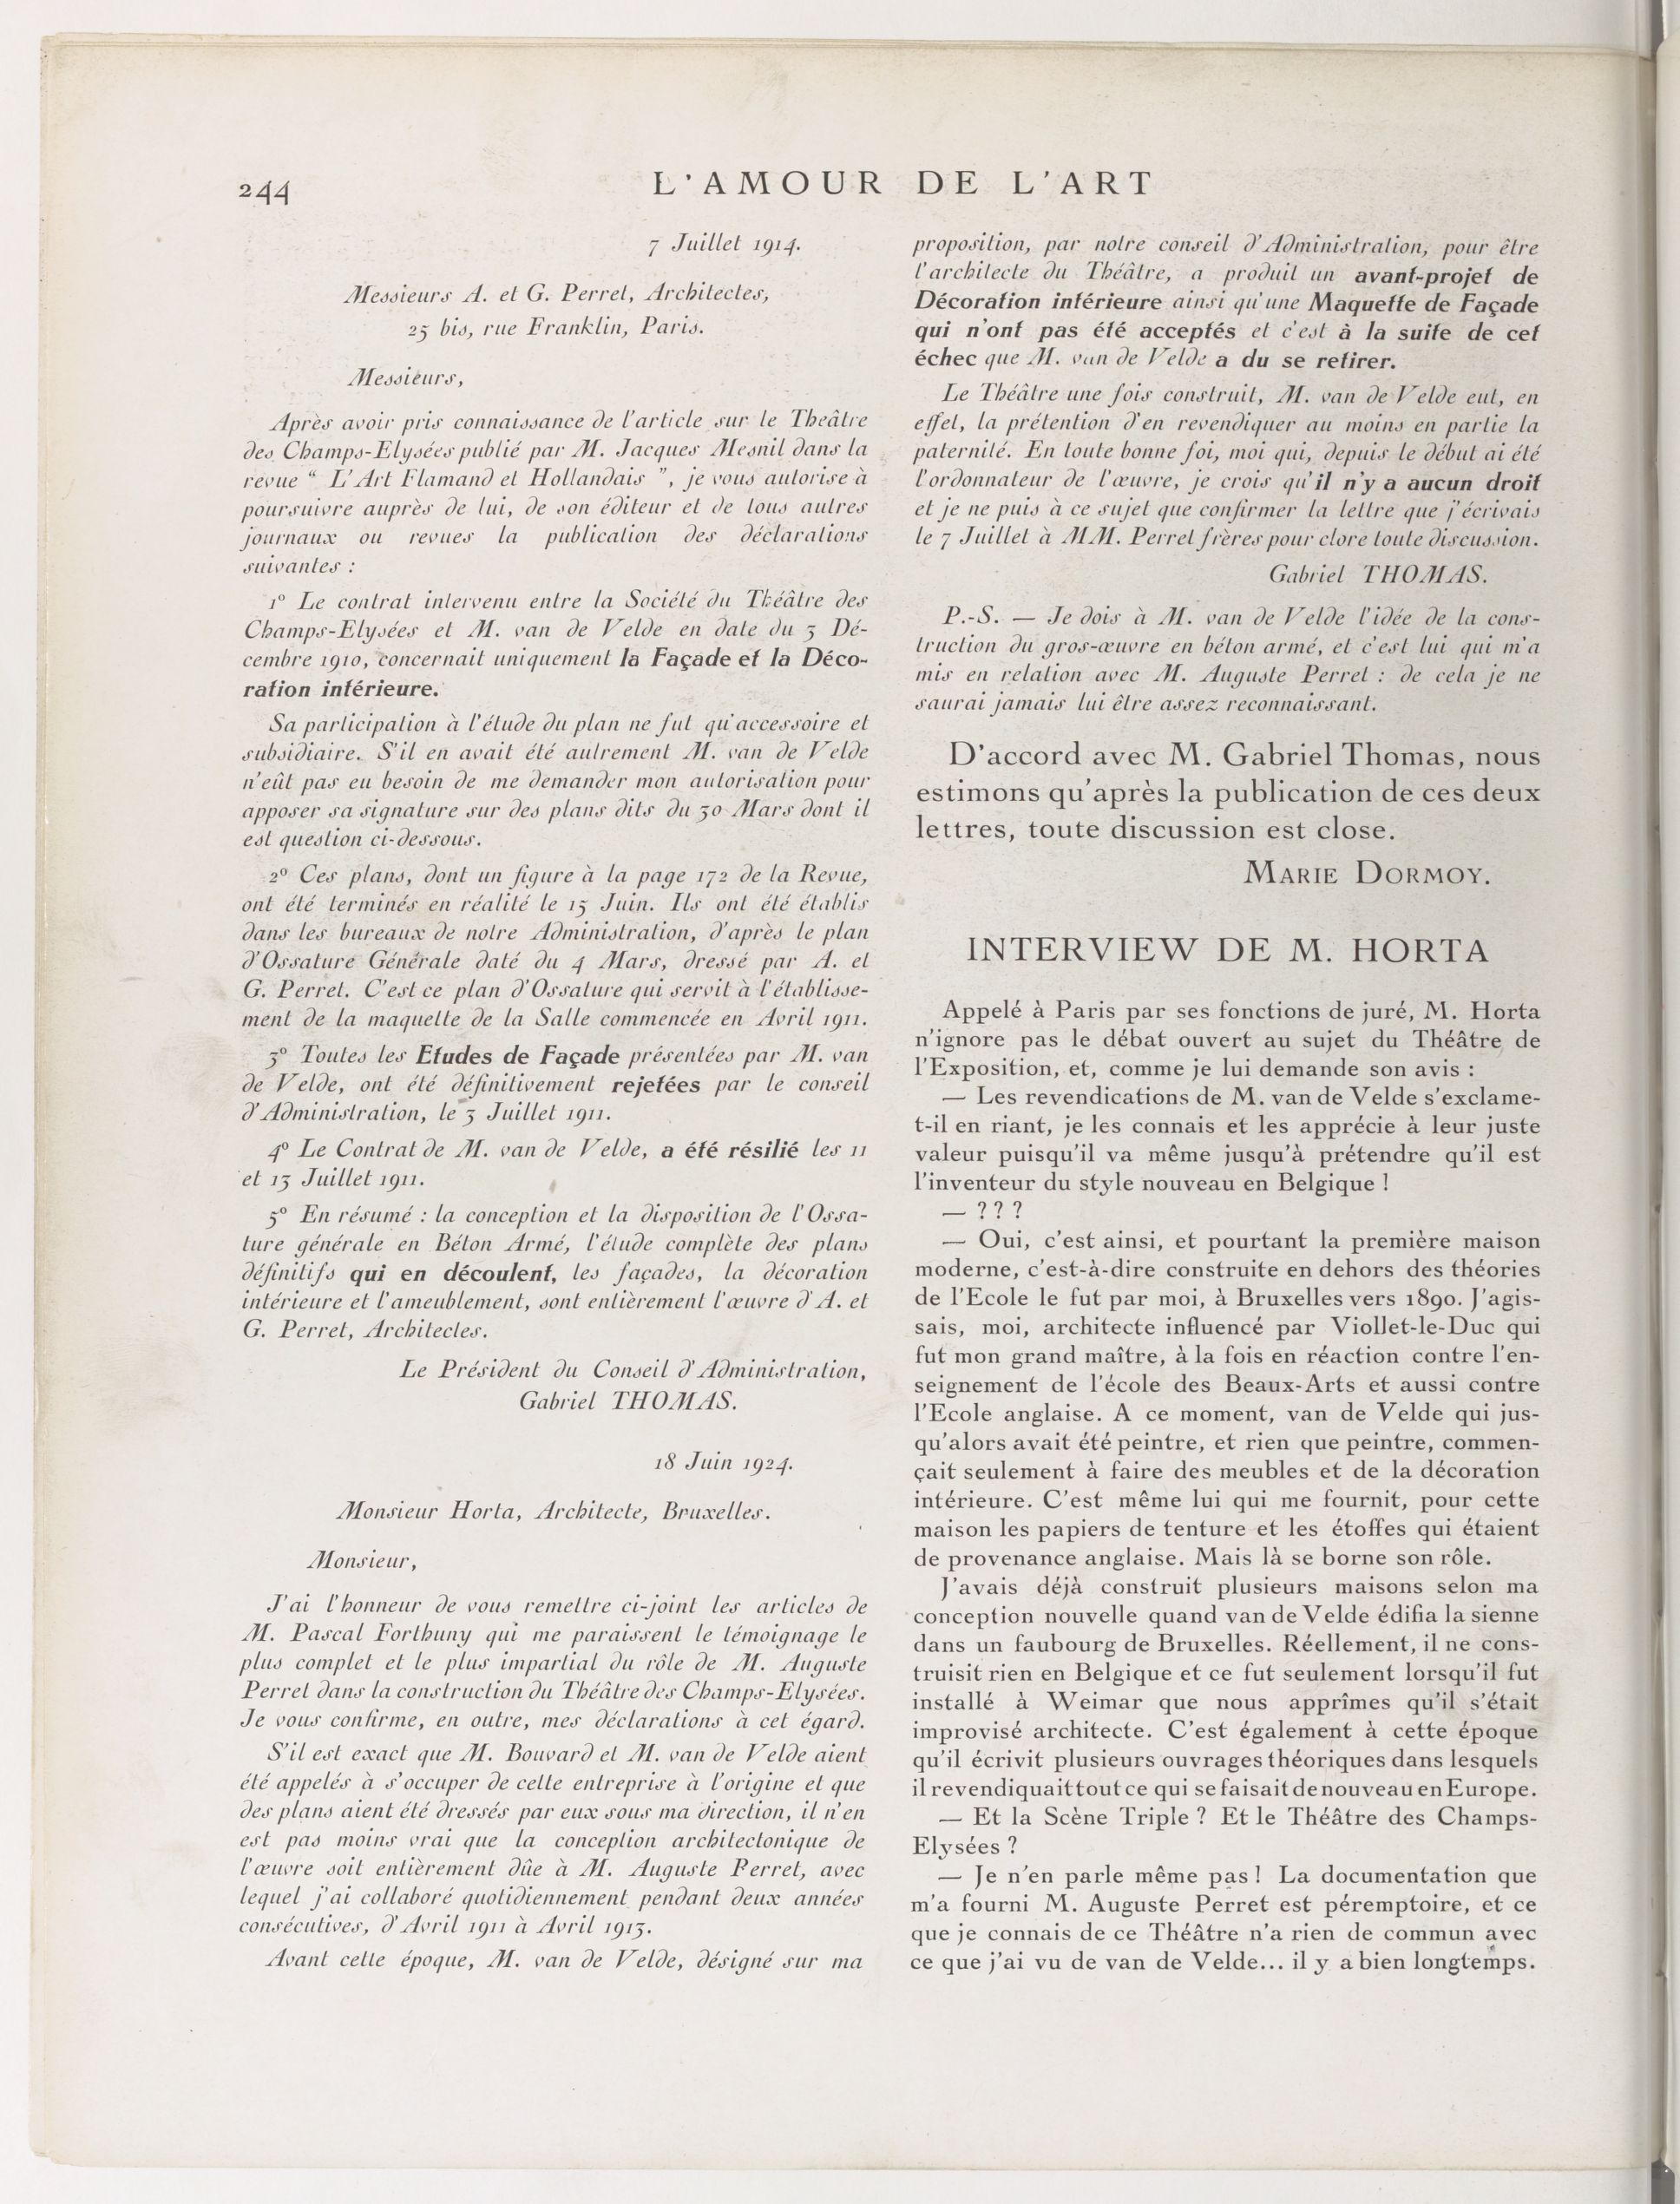 244
L'AMOUR DE L'ART
7 Juillet 1914.
Messieurs A. et G. Perret, Architectes,
25 bis, rue Franklin, Paris.
Messieurs,
Après avoir pris connaissance de l'article sur le Theâtre
des Champs-Elysées publié par M. Jacques Mesnil dans la
revue “ L'Art Flamand et Hollandais ”, je vous autorise à
poursuivre auprès de lui, de son éditeur et de tous autres
journaux ou revues la publication des déclarations
suivantes :
1º Le contrat intervenu entre la Société du Théâtre des
Champs-Elysées et M. van de Velde en date du 3 Dé-
cembre 1910, concernait uniquement la Façade et la Déco-
ration intérieure.
Sa participation à l'étude du plan ne fut qu'accessoire et
subsidiaire. S'il en avait été autrement M. van de Velde
n'eût pas eu besoin de me demander mon autorisation pour
apposer sa signature sur des plans dits du 30 Mars dont il
est question ci-dessous.
2º Ces plans, dont un figure à la page 172 de la Revue,
ont été terminés en réalité le 15 Juin. Ils ont été établis
dans les bureaux de notre Administration, d'après le plan
d'Ossature Générale daté du 4 Mars, dressé par A. et
G. Perret. C'est ce plan d'Ossature qui servit à l'établisse-
ment de la maquette de la Salle commencée en Avril 1911.
3º Toutes les Etudes de Façade présentées par M. van
de Velde, ont été définitivement rejetées par le conseil
d'Administration, le 3 Juillet 1911.
4º Le Contrat de M. van de Velde, a été résilié les 11
et 13 Juillet 1911.
5º En résumé : la conception et la disposition de l'Ossa-
ture générale en Béton Armé, l'étude complète des plans
définitifs qui en découlent, les façades, la décoration
intérieure et l'ameublement, sont entièrement l'œuvre d'A. et
G. Perret, Architectes.
Le Président du Conseil d'Administration,
Gabriel THOMAS.
18 Juin 1924.
Monsieur Horta, Architecte, Bruxelles.
Monsieur,
J'ai l'honneur de vous remettre ci-joint les articles de
M. Pascal Forthuny qui me paraissent le témoignage le
plus complet et le plus impartial du rôle de M. Auguste
Perret dans la construction du Théâtre des Champs-Elysées.
Je vous confirme, en outre, mes déclarations à cet égard.
S'il est exact que M. Bouvard et M. van de Velde aient
été appelés à s'occuper de cette entreprise à l'origine et que
des plans aient été dressés par eux sous ma direction, il n'en
est pas moins vrai que la conception architectonique de
l'œuvre soit entièrement dûe à M. Auguste Perret, avec
lequel j'ai collaboré quotidiennement pendant deux années
consécutives, d'Avril 1911 à Avril 1913.
Avant cette époque, M. van de Velde, désigné sur ma
proposition, par notre conseil d'Administration, pour être
l'architecte du Théâtre, a produit un avant-projet de
Décoration intérieure ainsi qu'une Maquette de Façade
qui n'ont pas été acceptés et c'est à la suite de cet
échec que M. van de Velde a du se retirer.
Le Théâtre une fois construit, M. van de Velde eut, en
effet, la prétention d'en revendiquer au moins en partie la
paternité. En toute bonne foi, moi qui, depuis le début ai été
l'ordonnateur de l'œuvre, je crois qu'il n'y a aucun droit
et je ne puis à ce sujet que confirmer la lettre que j'écrivais
le 7 Juillet à MM. Perret frères pour clore toute discussion.
Gabriel THOMAS.
P.-S. — Je dois à M. van de Velde l'idée de la cons-
truction du gros-œuvre en béton armé, et c'est lui qui m'a
mis en relation avec M. Auguste Perret : de cela je ne
saurai jamais lui être assez reconnaissant.
D'accord avec M. Gabriel Thomas, nous
estimons qu'après la publication de ces deux
lettres, toute discussion est close.
MARIE DORMOY.
INTERVIEW DE M. HORTA
Appelé à Paris par ses fonctions de juré, M. Horta
n'ignore pas le débat ouvert au sujet du Théâtre de
l'Exposition, et, comme je lui demande son avis :
— Les revendications de M. van de Velde s'exclame-
t-il en riant, je les connais et les apprécie à leur juste
valeur puisqu'il va même jusqu'à prétendre qu'il est
l'inventeur du style nouveau en Belgique !
— ? ? ?
— Oui, c'est ainsi, et pourtant la première maison
moderne, c'est-à-dire construite en dehors des théories
de l'Ecole le fut par moi, à Bruxelles vers 1890. J'agis-
sais, moi, architecte influencé par Viollet-le-Duc qui
fut mon grand maître, à la fois en réaction contre l'en-
seignement de l'école des Beaux-Arts et aussi contre
l'Ecole anglaise. A ce moment, van de Velde qui jus-
qu'alors avait été peintre, et rien que peintre, commen-
çait seulement à faire des meubles et de la décoration
intérieure. C'est même lui qui me fournit, pour cette
maison les papiers de tenture et les étoffes qui étaient
de provenance anglaise. Mais là se borne son rôle.
J'avais déjà construit plusieurs maisons selon ma
conception nouvelle quand van de Velde édifia la sienne
dans un faubourg de Bruxelles. Réellement, il ne cons-
truisit rien en Belgique et ce fut seulement lorsqu'il fut
installé à Weimar que nous apprîmes qu'il s'était
improvisé architecte. C'est également à cette époque
qu'il écrivit plusieurs ouvrages théoriques dans lesquels
il revendiquait tout ce qui se faisait de nouveau en Europe.
— Et la Scène Triple ? Et le Théâtre des Champs-
Elysées ?
— Je n'en parle même pas ! La documentation que
m'a fourni M. Auguste Perret est péremptoire, et ce
que je connais de ce Théâtre n'a rien de commun avec
ce que j'ai vu de van de Velde... il y a bien longtemps.